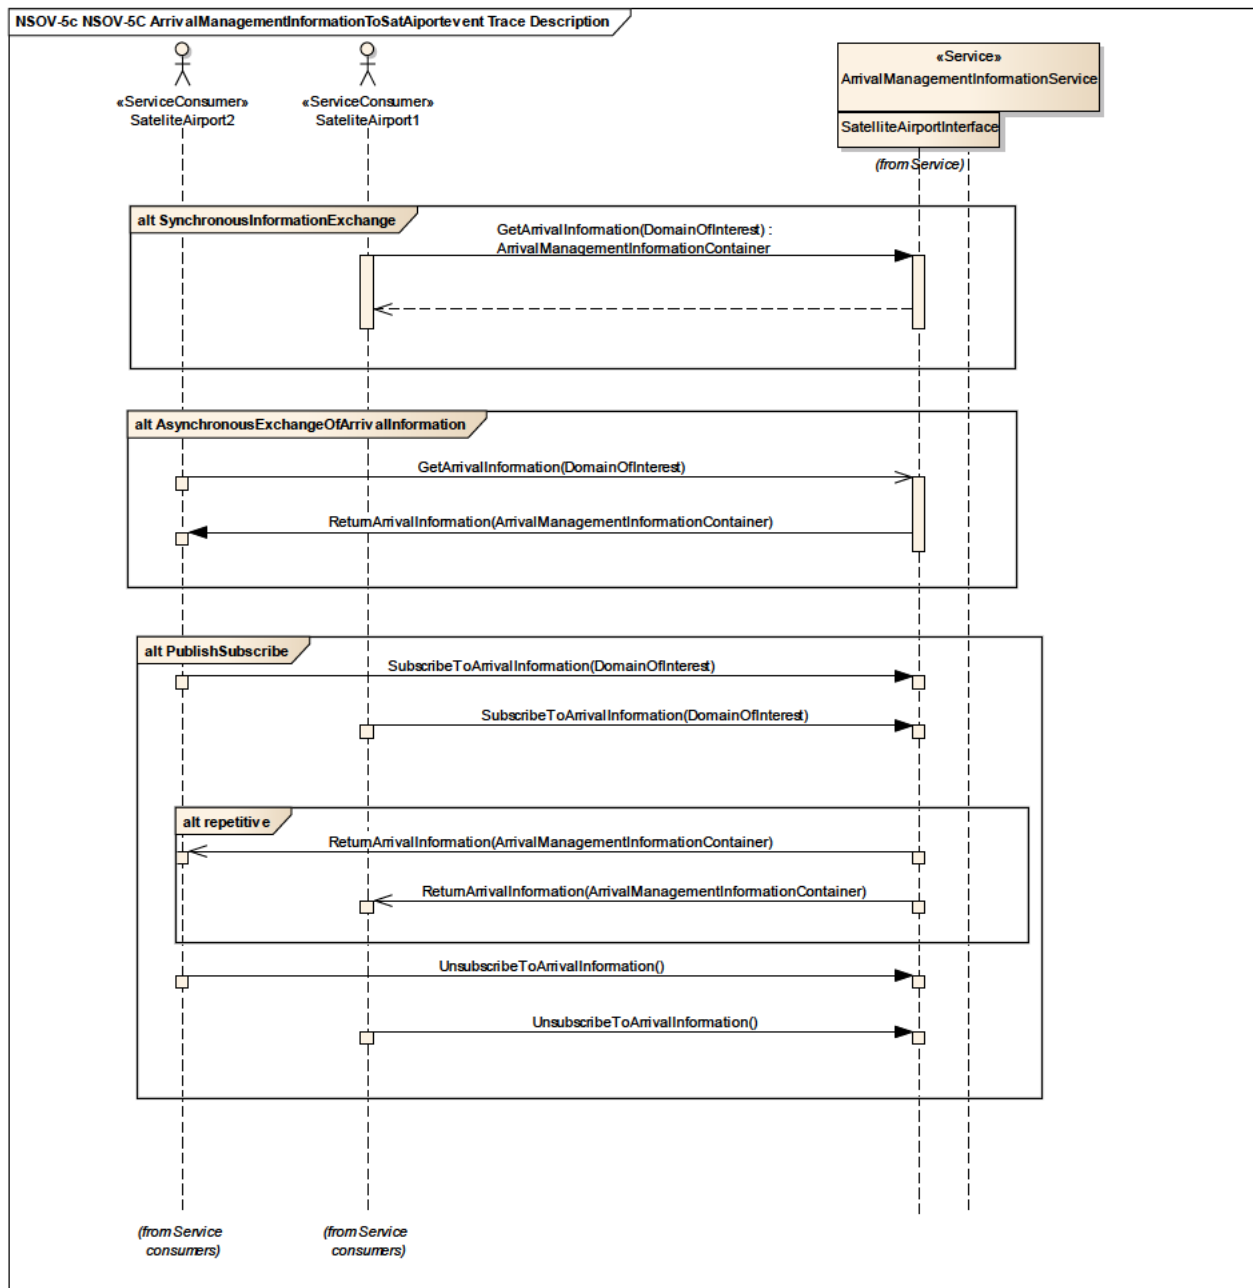 NSOV-5c NSOV-5C ArrivalManagementInformationToSatAiportevent Trace Description
«ServiceConsumer»
SateliteAirport2
«ServiceConsumer»
SateliteAirport1
«Service»
ArrivalManagementInformationService
SatelliteAirportInterface
(from Service)
alt SynchronousInformationExchange
GetArrivalInformation(DomainOfInterest) :
ArrivalManagementInformationContainer
alt AsynchronousExchangeOfArrivalInformation
GetArrivalInformation(DomainOfInterest)
ReturnArrivalInformation(ArrivalManagementInformationContainer)
alt PublishSubscribe
SubscribeToArrivalInformation(DomainOfInterest)
SubscribeToArrivalInformation(DomainOfInterest)
alt repetitive
ReturnArrivalInformation(ArrivalManagementInformationContainer)
ReturnArrivalInformation(ArrivalManagementInformationContainer)
UnsubscribeToArrivalInformation()
UnsubscribeToArrivalInformation()
(from Service
consumers)
(from Service
consumers)